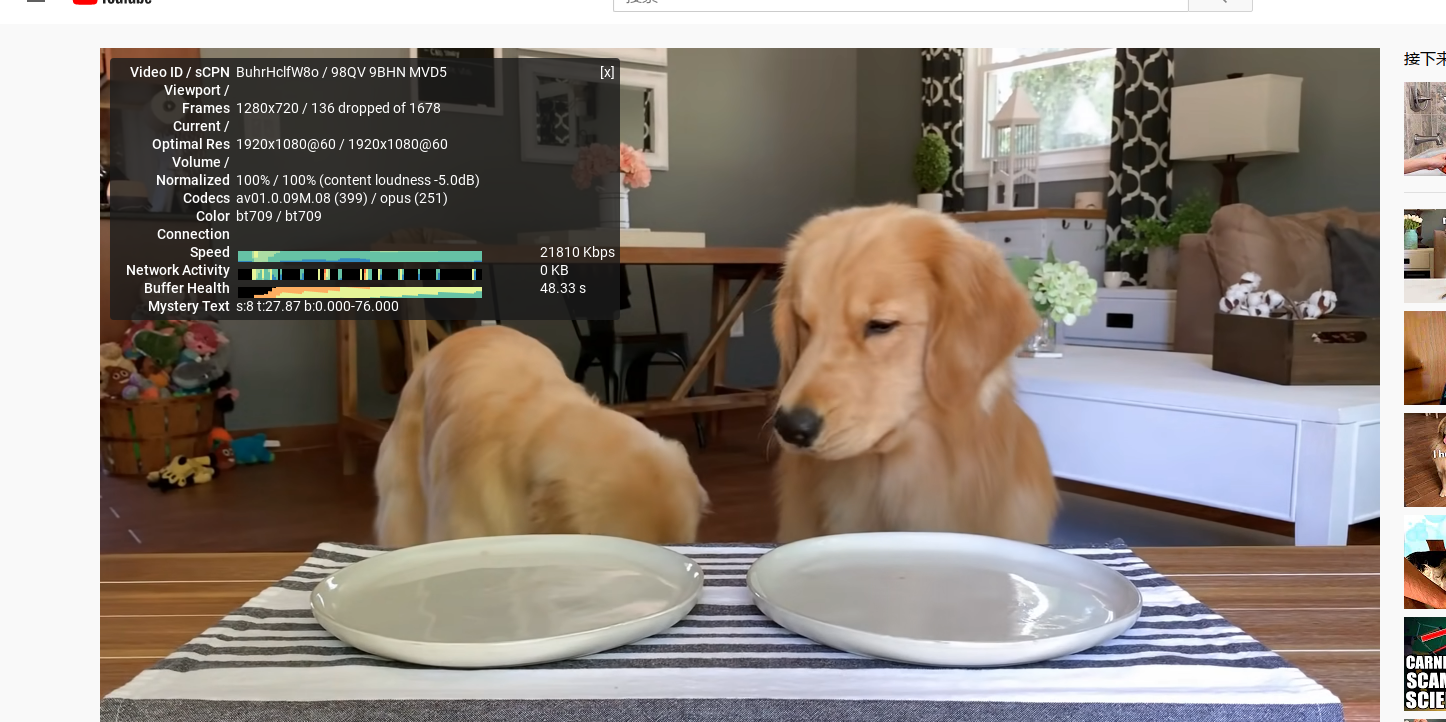 YouTube
搜索
Video ID / sCPN BuhrHclfW8o / 98QV 9BHN MVD5 [x]
Viewport /
Frames 1280x720 / 136 dropped of 1678
Current /
Optimal Res 1920x1080@60 / 1920x1080@60
Volume /
Normalized 100% / 100% (content loudness -5.0dB)
Codecs av01.0.09M.08 (399) / opus (251)
Color bt709 / bt709
Connection
Speed 21810 Kbps
Network Activity 0 KB
Buffer Health 48.33 s
Mystery Text s:8 t:27.87 b:0.000-76.000
接下来
I h
CARNI
SCAM
SCIE